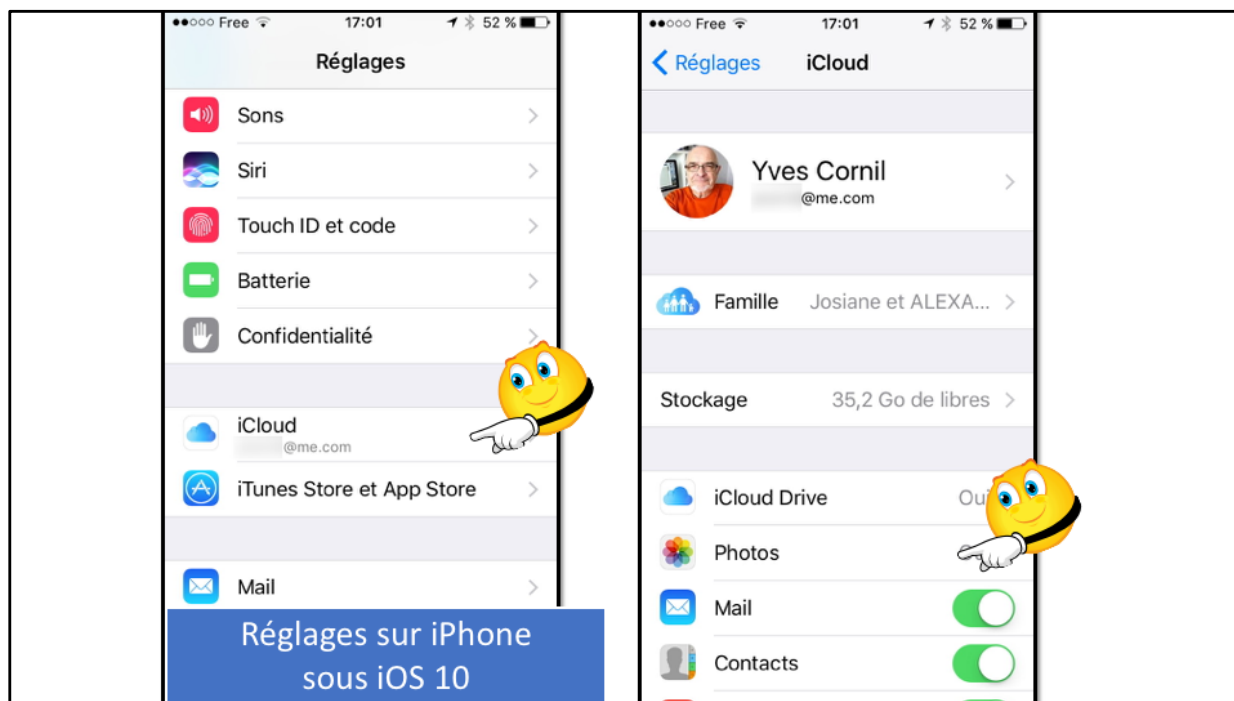 Free 17:01 52 %
Réglages
Sons
Siri
Touch ID et code
Batterie
Confidentialité
iCloud
@me.com
iTunes Store et App Store
Mail
Réglages sur iPhone
sous iOS 10
Free 17:01 52 %
Réglages iCloud
Yves Cornil
@me.com
Famille Josiane et ALEXA...
Stockage 35,2 Go de libres
iCloud Drive Oui
Photos
Mail
Contacts